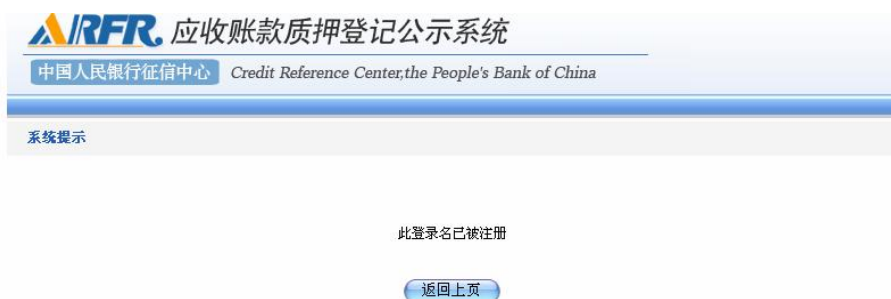 ARFR 应收账款质押登记公示系统
中国人民银行征信中心 Credit Reference Center,the People's Bank of China
系统提示
此登录名已被注册
返回上页